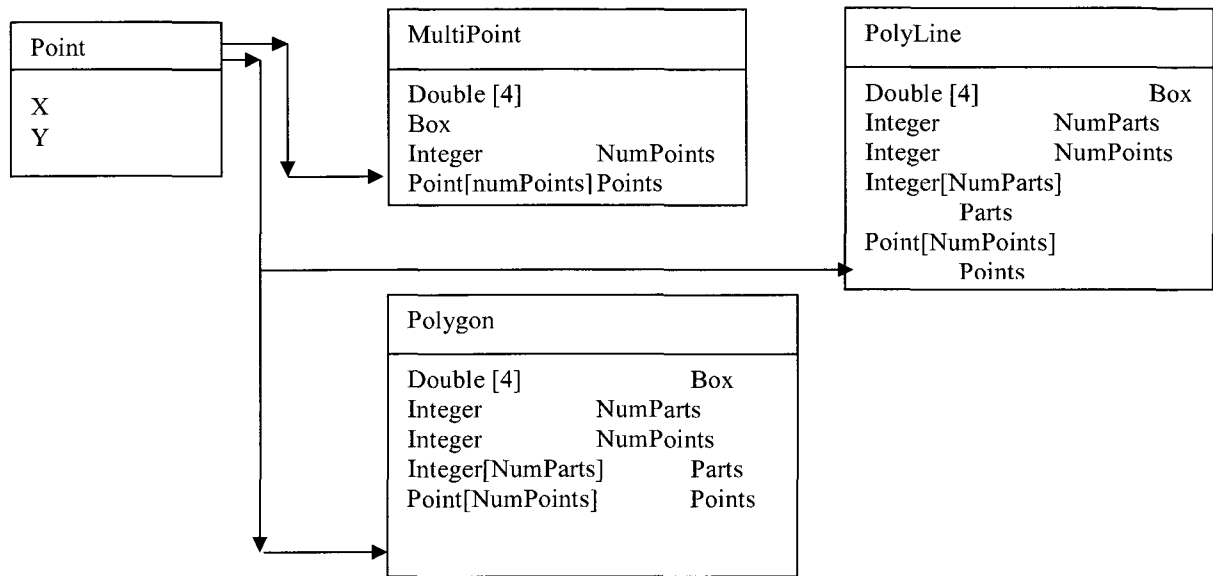 Point
X
Y
MultiPoint
Double [4]
Box
Integer NumPoints
Point[numPoints] Points
PolyLine
Double [4] Box
Integer NumParts
Integer NumPoints
Integer[NumParts]
Parts
Point[NumPoints]
Points
Polygon
Double [4] Box
Integer NumParts
Integer NumPoints
Integer[NumParts] Parts
Point[NumPoints] Points